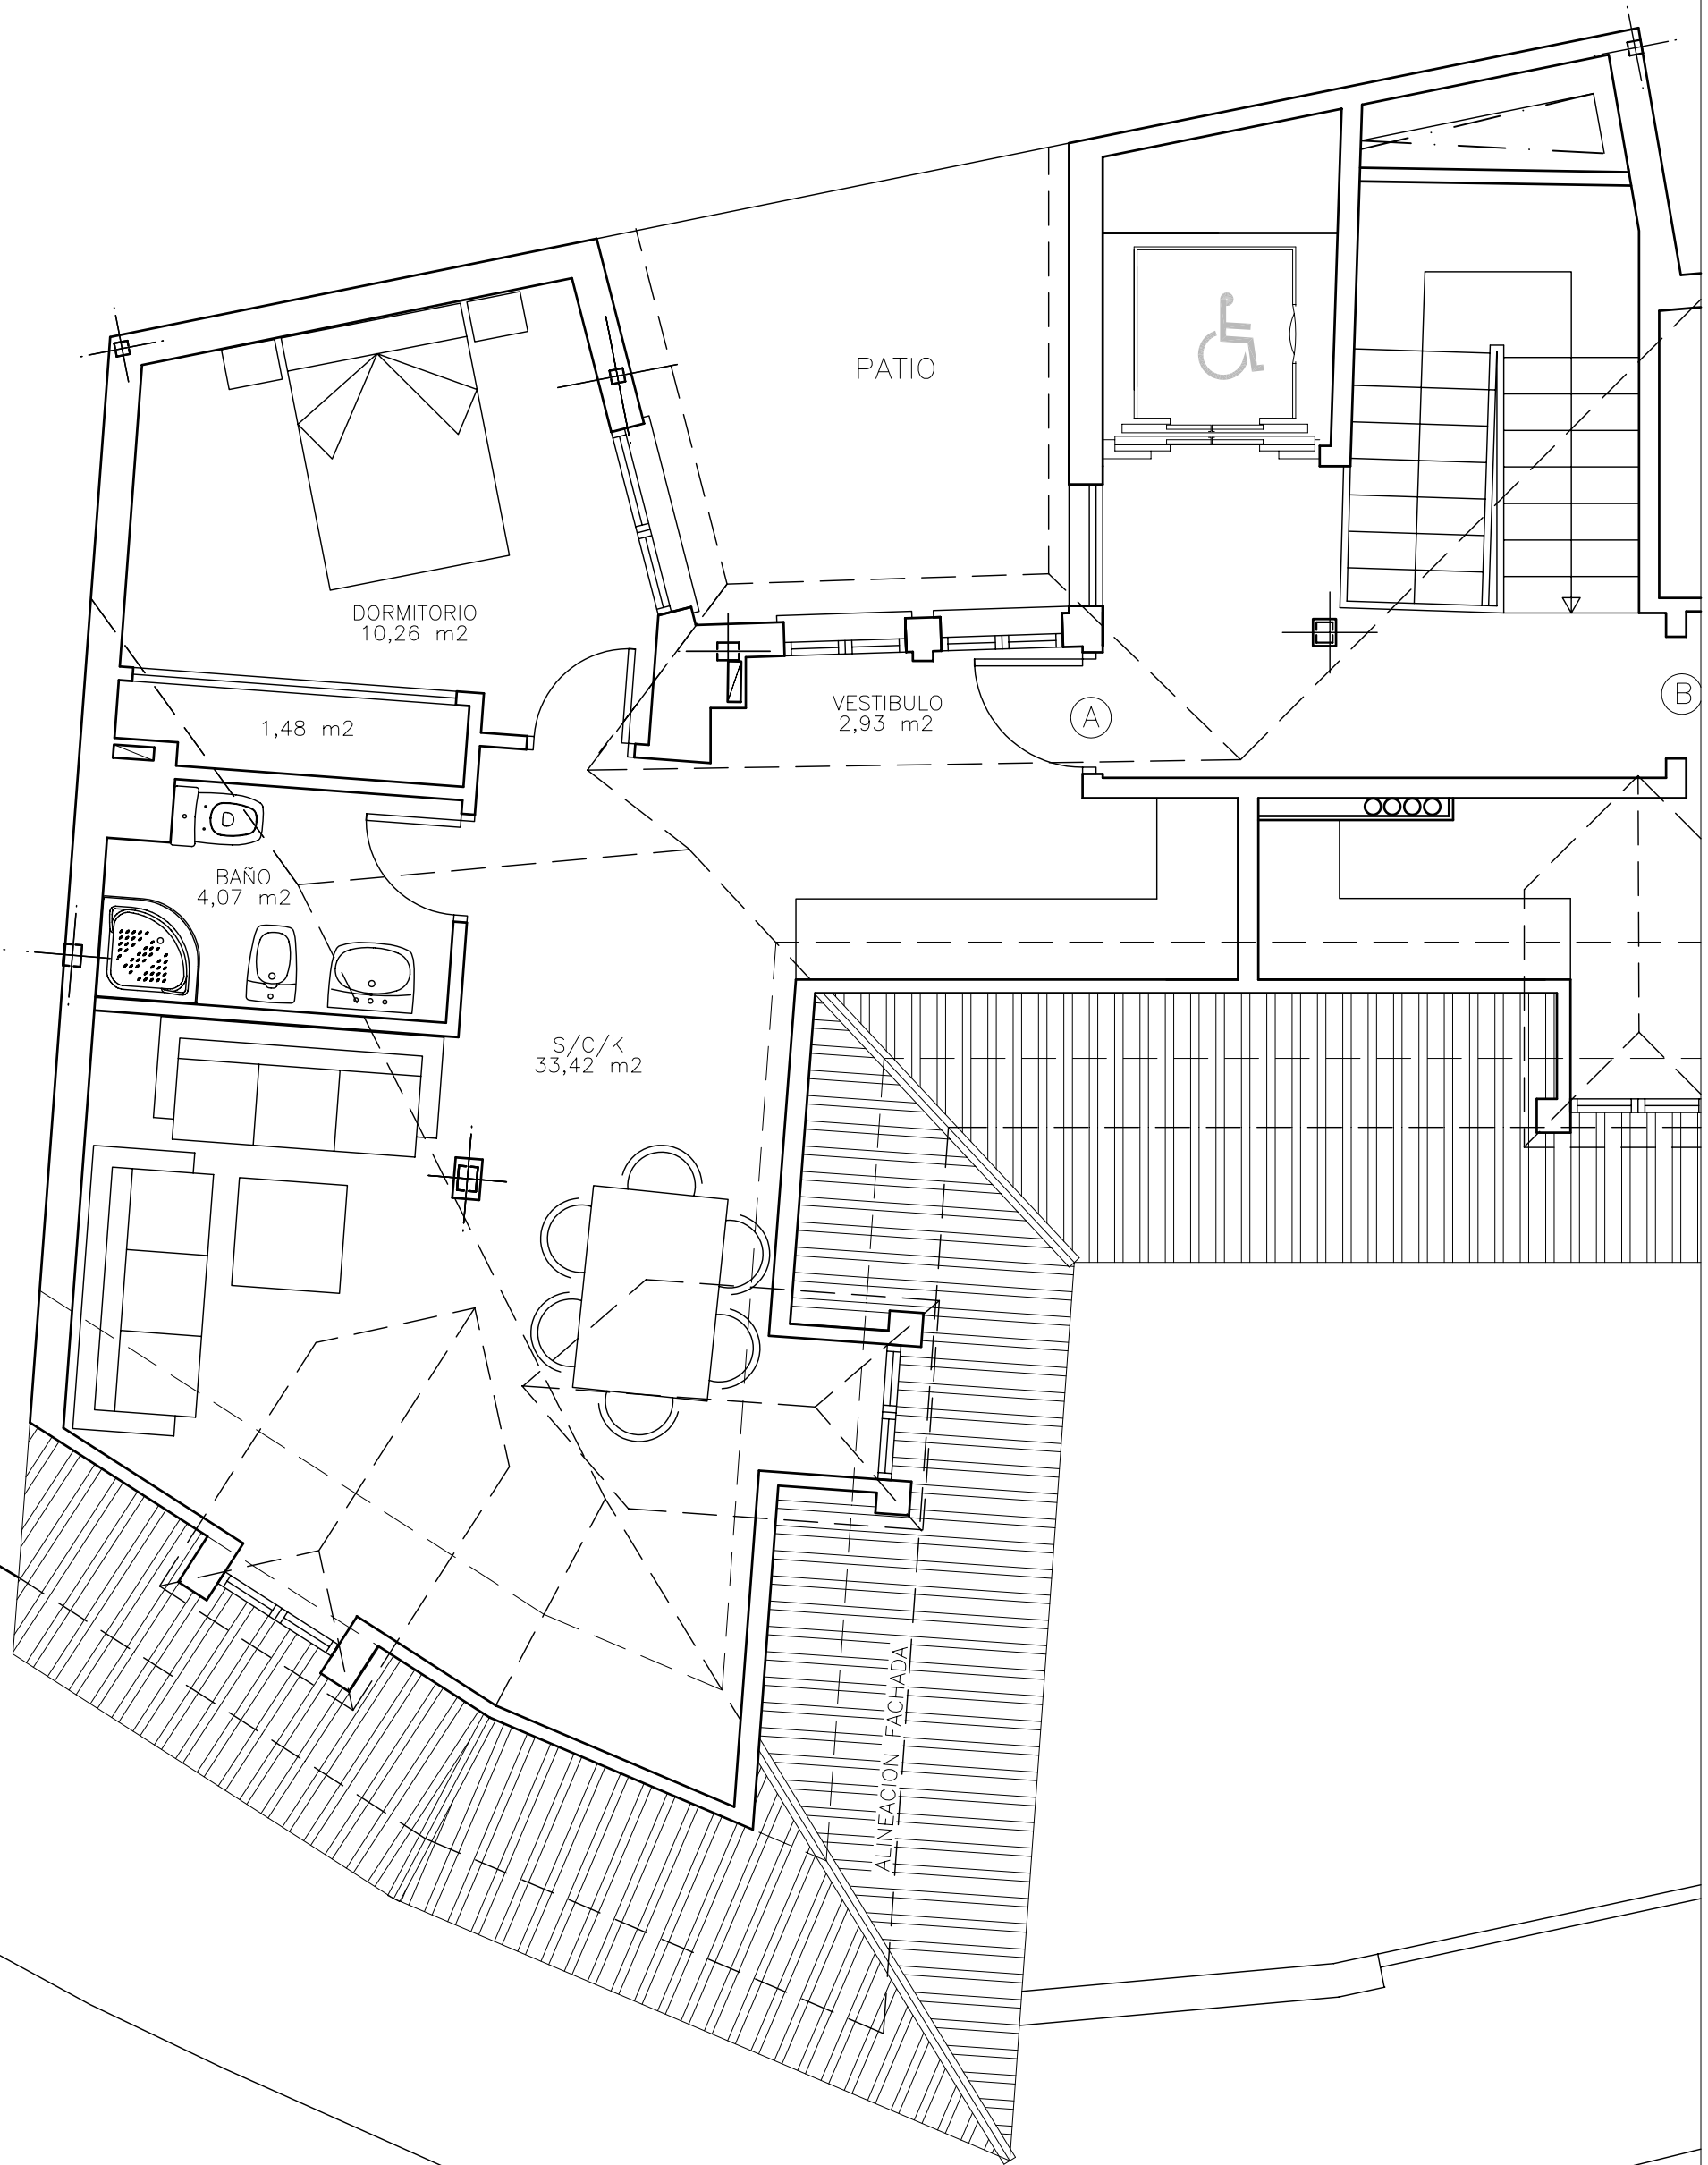 PATIO
DORMITORIO
10,26 m2
VESTIBULO
2,93 m2
A
B
1,48 m2
BAÑO
4,07 m2
S/C/K
33,42 m2
ALINEACION FACHADA